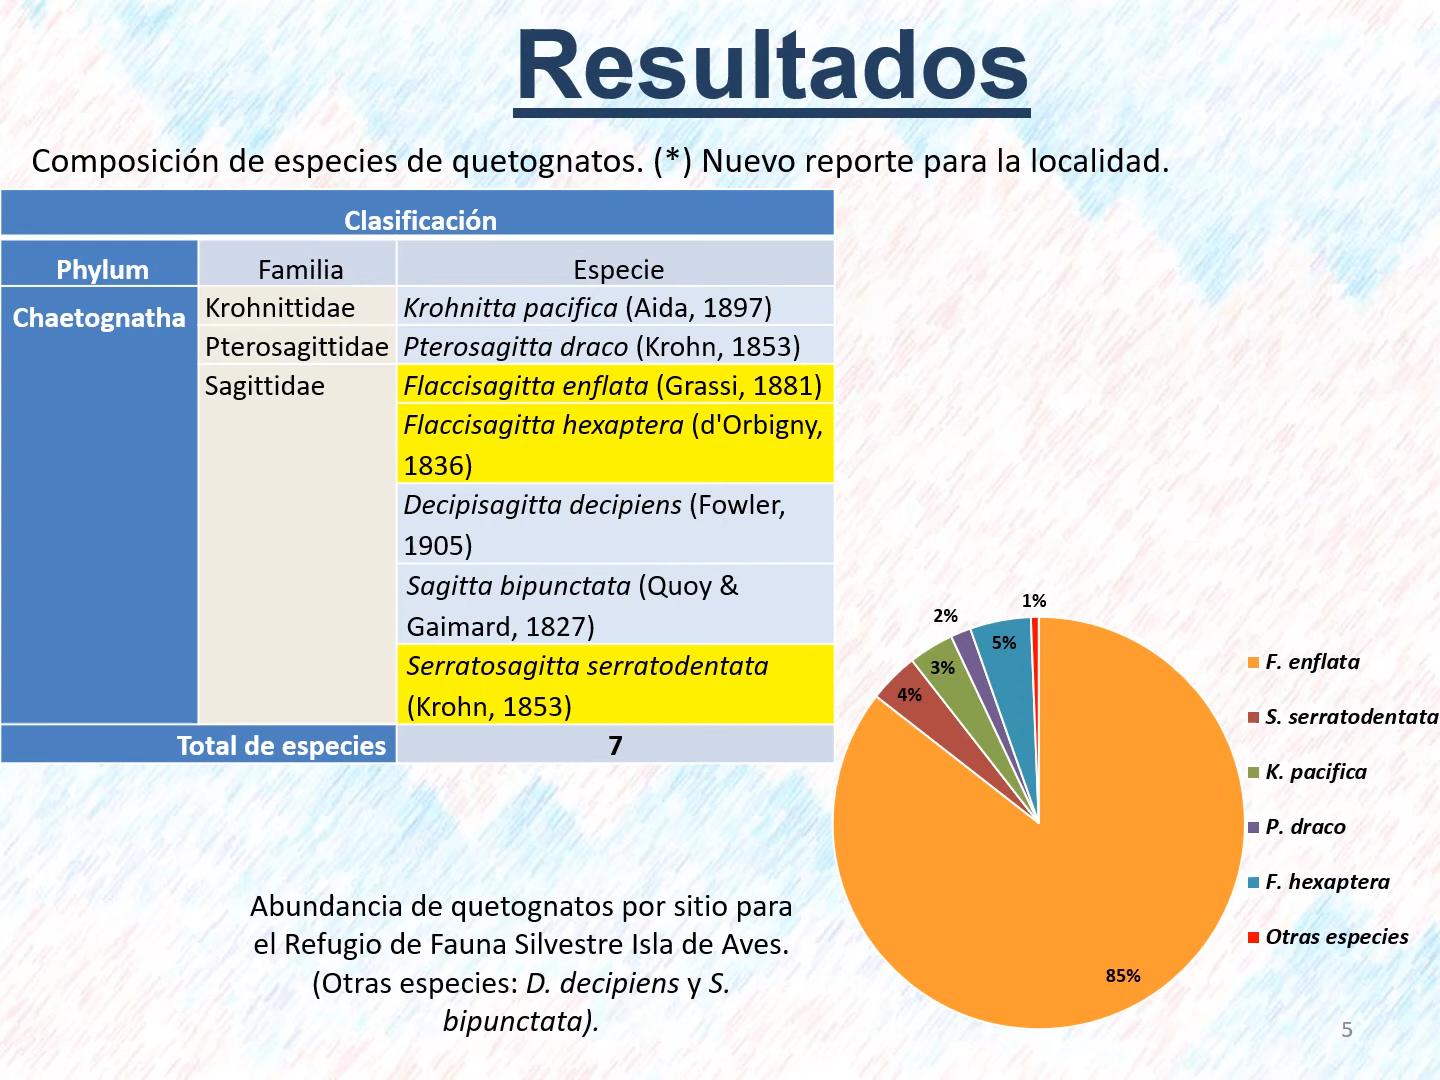 Resultados
Composición de especies de quetognatos. (*) Nuevo reporte para la localidad.
Clasificación
Phylum
Familia
Especie
Chaetognatha
Krohnittidae
Krohnitta pacifica (Aida, 1897)
Pterosagittidae
Pterosagitta draco (Krohn, 1853)
Sagittidae
Flaccisagitta enflata (Grassi, 1881)
Flaccisagitta hexaptera (d'Orbigny,
1836)
Decipisagitta decipiens (Fowler,
1905)
Sagitta bipunctata (Quoy &
Gaimard, 1827)
Serratosagitta serratodentata
(Krohn, 1853)
Total de especies
7
Abundancia de quetognatos por sitio para
el Refugio de Fauna Silvestre Isla de Aves.
(Otras especies: D. decipiens y S.
bipunctata).
1%
2%
5%
3%
4%
85%
F. enflata
S. serratodentata
K. pacifica
P. draco
F. hexaptera
Otras especies
5